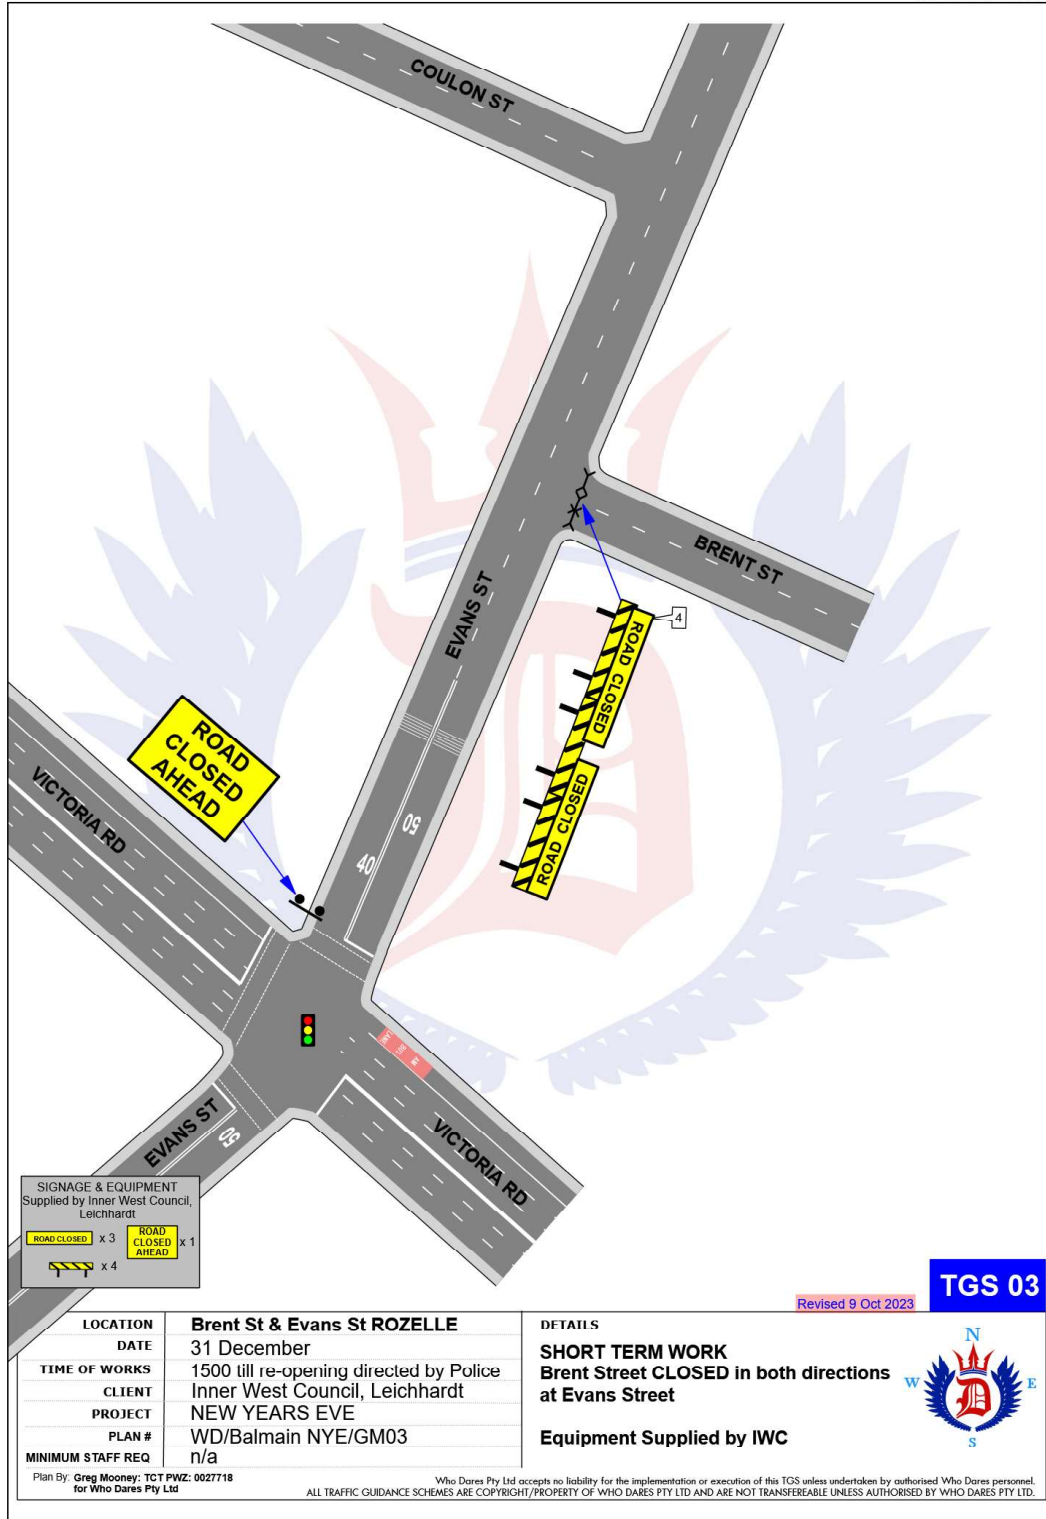 COULON ST
BRENT ST
EVANS ST
4
ROAD CLOSED
ROAD CLOSED
ROAD
CLOSED
AHEAD
VICTORIA RD
50
40
BUS
LANE
VICTORIA RD
EVANS ST
50
SIGNAGE & EQUIPMENT
Supplied by Inner West Council,
Leichhardt
ROAD CLOSED x 3
ROAD
CLOSED
AHEAD
x 1
x 4
TGS 03
Revised 9 Oct 2023
LOCATION Brent St & Evans St ROZELLE
DATE 31 December
TIME OF WORKS 1500 till re-opening directed by Police
CLIENT Inner West Council, Leichhardt
PROJECT NEW YEARS EVE
PLAN # WD/Balmain NYE/GM03
MINIMUM STAFF REQ n/a
DETAILS
SHORT TERM WORK
Brent Street CLOSED in both directions
at Evans Street
Equipment Supplied by IWC
N
W
E
S
D
Plan By: Greg Mooney: TCT PWZ: 0027718
for Who Dares Pty Ltd
Who Dares Pty Ltd accepts no liability for the implementation or execution of this TGS unless undertaken by authorised Who Dares personnel.
ALL TRAFFIC GUIDANCE SCHEMES ARE COPYRIGHT/PROPERTY OF WHO DARES PTY LTD AND ARE NOT TRANSFEREABLE UNLESS AUTHORISED BY WHO DARES PTY LTD.